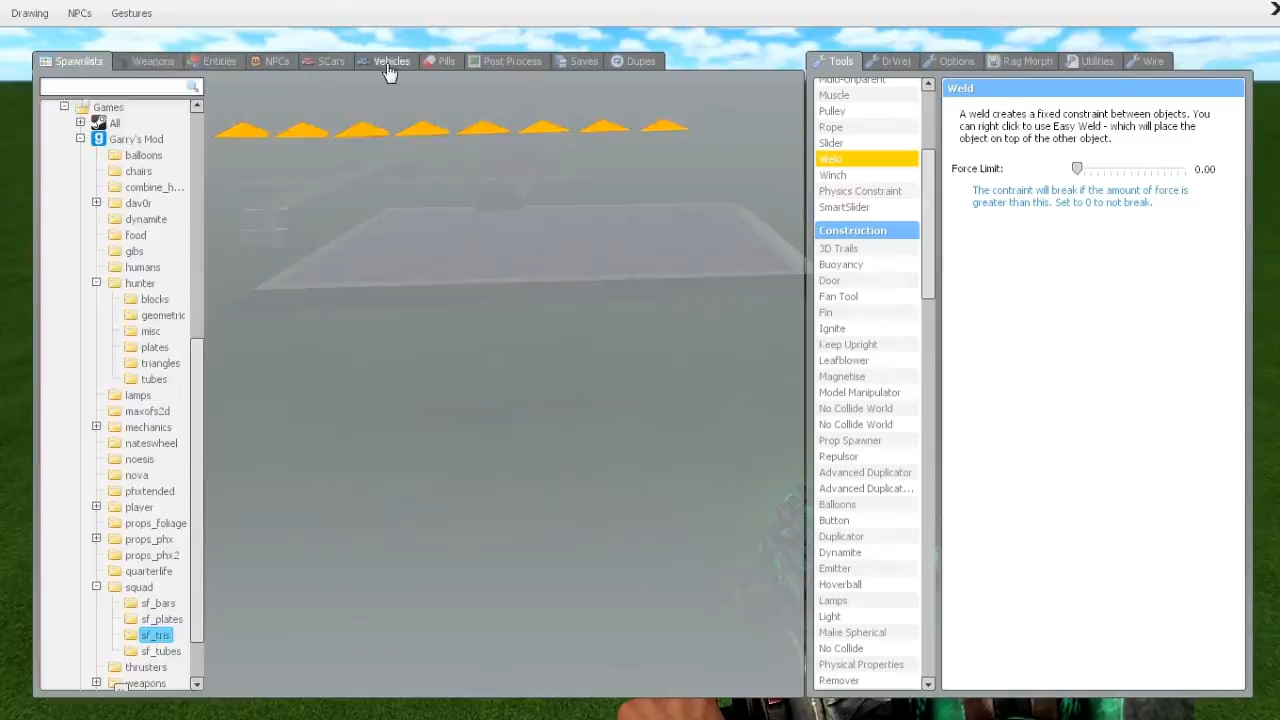 Drawing NPCs Gestures
Spawnlists Weapons Entities NPCs SCars Vehicles Pills Post Process Saves Dupes
Games
All
Garry's Mod
balloons
chairs
combine_h...
dav0r
dynamite
food
gibs
humans
hunter
blocks
geometric
misc
plates
triangles
tubes
lamps
maxofs2d
mechanics
nateswheel
noesis
nova
phxtended
player
props_foliage
props_phx
props_phx2
quarterlife
squad
sf_bars
sf_plates
sf_tris
sf_tubes
thrusters
weapons
Tools DrVrej Options Rag Morph Utilities Wire
Multi-onparent
Muscle
Pulley
Rope
Slider
Weld
Winch
Physics Constraint
SmartSlider
Construction
3D Trails
Buoyancy
Door
Fan Tool
Fin
Ignite
Keep Upright
Leafblower
Magnetise
Model Manipulator
No Collide World
No Collide World
Prop Spawner
Repulsor
Advanced Duplicator
Advanced Duplicat...
Balloons
Button
Duplicator
Dynamite
Emitter
Hoverball
Lamps
Light
Make Spherical
No Collide
Physical Properties
Remover
Weld
A weld creates a fixed constraint between objects. You
can right click to use Easy Weld - which will place the
object on top of the other object.
Force Limit: 0.00
The contraint will break if the amount of force is
greater than this. Set to 0 to not break.